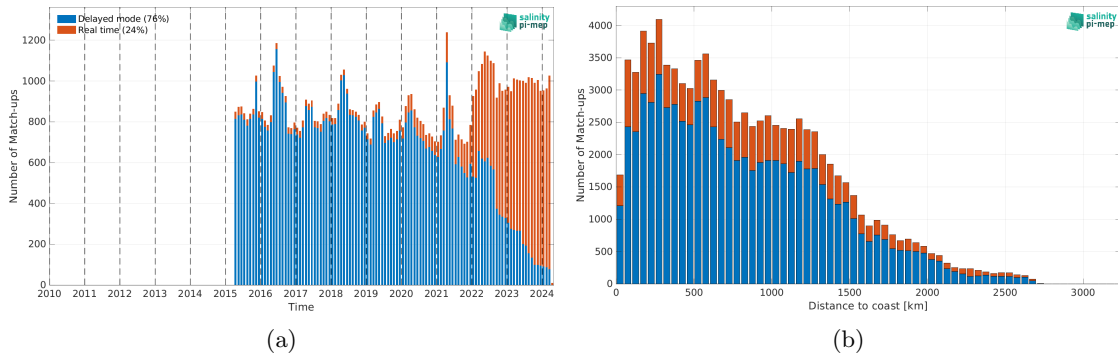 Delayed mode (76%)
Real time (24%)
salinity
pi-mep
Number of Match-ups
1200
1000
800
600
400
200
0
2010 2011 2012 2013 2014 2015 2016 2017 2018 2019 2020 2021 2022 2023 2024
Time
(a)
salinity
pi-mep
Number of Match-ups
4000
3500
3000
2500
2000
1500
1000
500
0
0 500 1000 1500 2000 2500 3000
Distance to coast [km]
(b)